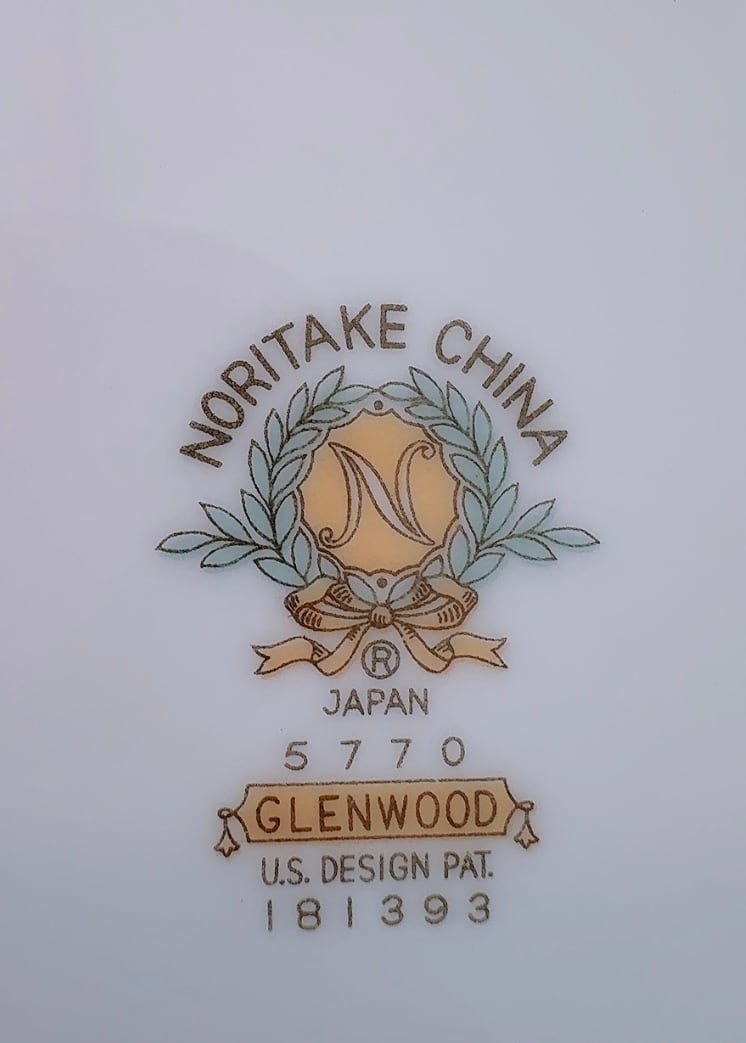 NORITAKE CHINA
N
®
JAPAN
5770
GLENWOOD
U.S. DESIGN PAT.
181393